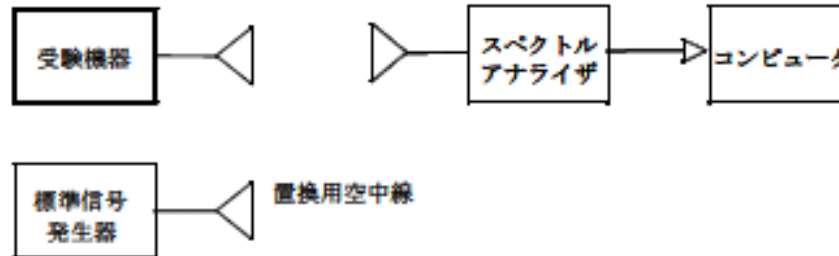 受験機器
スペクトル
アナライザ
コンピュータ
標準信号
発生器
置換用空中線